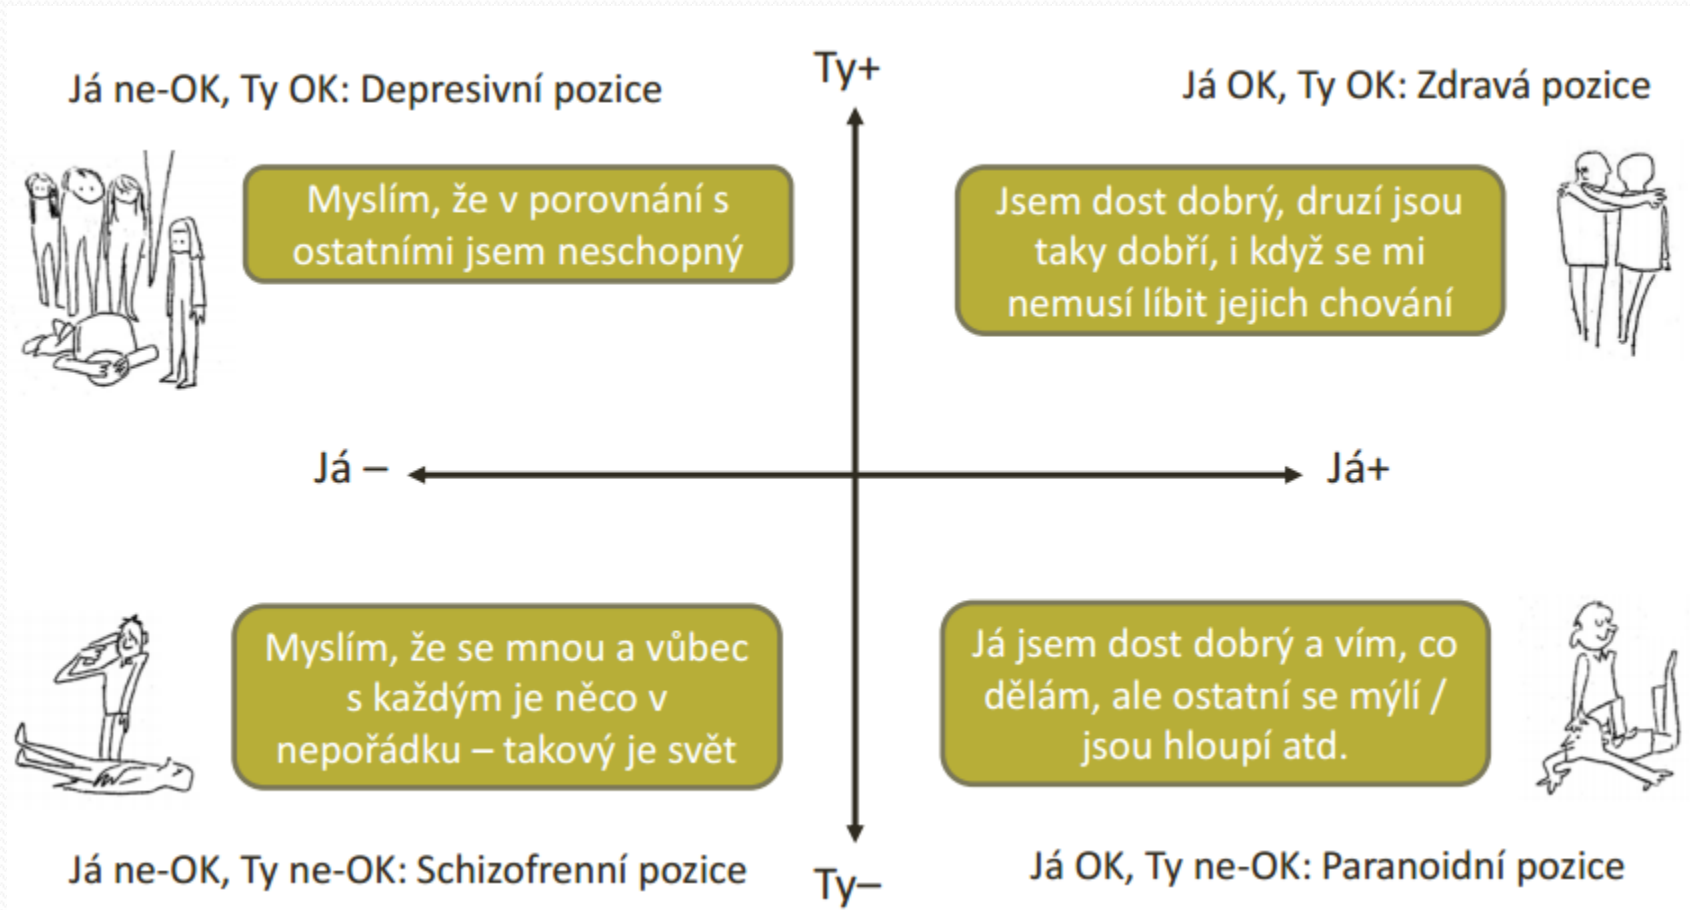 Ty+
Já ne-OK, Ty OK: Depresivní pozice
Já OK, Ty OK: Zdravá pozice
Myslím, že v porovnání s
ostatními jsem neschopný
Jsem dost dobrý, druzí jsou
taky dobří, i když se mi
nemusí líbit jejich chování
Já –
Já+
Myslím, že se mnou a vůbec
s každým je něco v
nepořádku – takový je svět
Já jsem dost dobrý a vím, co
dělám, ale ostatní se mýlí /
jsou hloupí atd.
Já ne-OK, Ty ne-OK: Schizofrenní pozice
Já OK, Ty ne-OK: Paranoidní pozice
Ty–